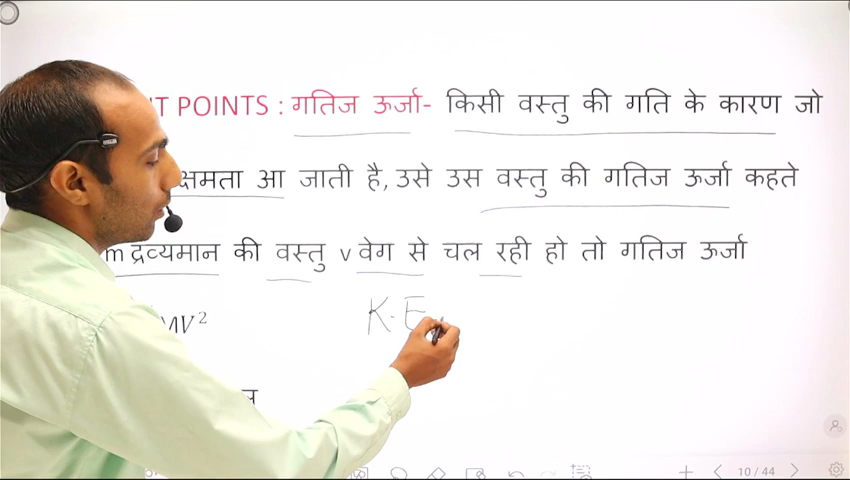 T POINTS : गतिज ऊर्जा- किसी वस्तु की गति के कारण जो
क्षमता आ जाती है, उसे उस वस्तु की गतिज ऊर्जा कहते
m द्रव्यमान की वस्तु v वेग से चल रही हो तो गतिज ऊर्जा
MV² K.E
10 / 44